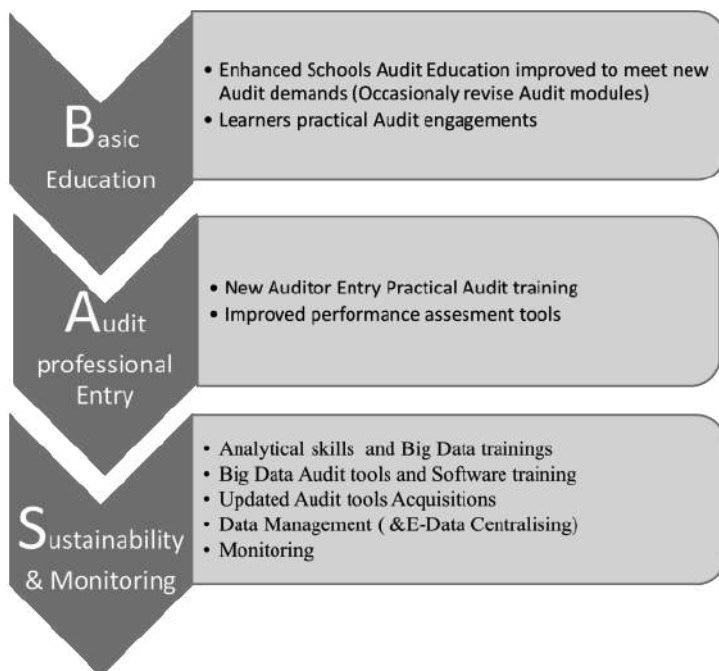 Basic
Education
• Enhanced Schools Audit Education improved to meet new
Audit demands (Occasionaly revise Audit modules)
• Learners practical Audit engagements
Audit
professional
Entry
• New Auditor Entry Practical Audit training
• Improved performance assesment tools
Sustainability
& Monitoring
• Analytical skills and Big Data trainings
• Big Data Audit tools and Software training
• Updated Audit tools Acquisitions
• Data Management ( &E-Data Centralising)
• Monitoring